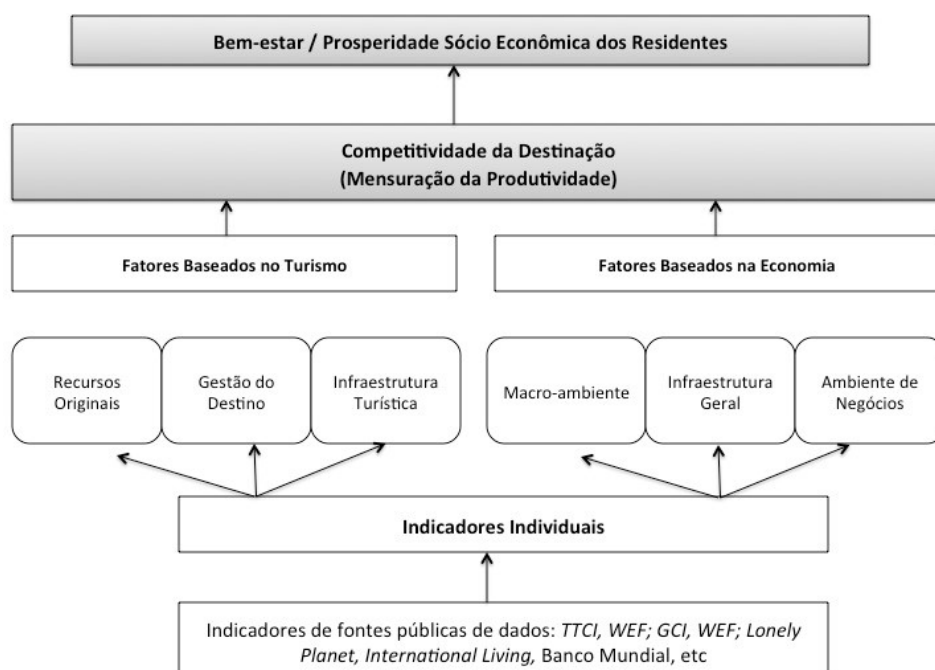 Bem-estar / Prosperidade Sócio Econômica dos Residentes
Competitividade da Destinação
(Mensuração da Produtividade)
Fatores Baseados no Turismo
Fatores Baseados na Economia
Recursos
Originais
Gestão do
Destino
Infraestrutura
Turística
Macro-ambiente
Infraestrutura
Geral
Ambiente de
Negócios
Indicadores Individuais
Indicadores de fontes públicas de dados: TTCI, WEF; GCI, WEF; Lonely
Planet, International Living, Banco Mundial, etc